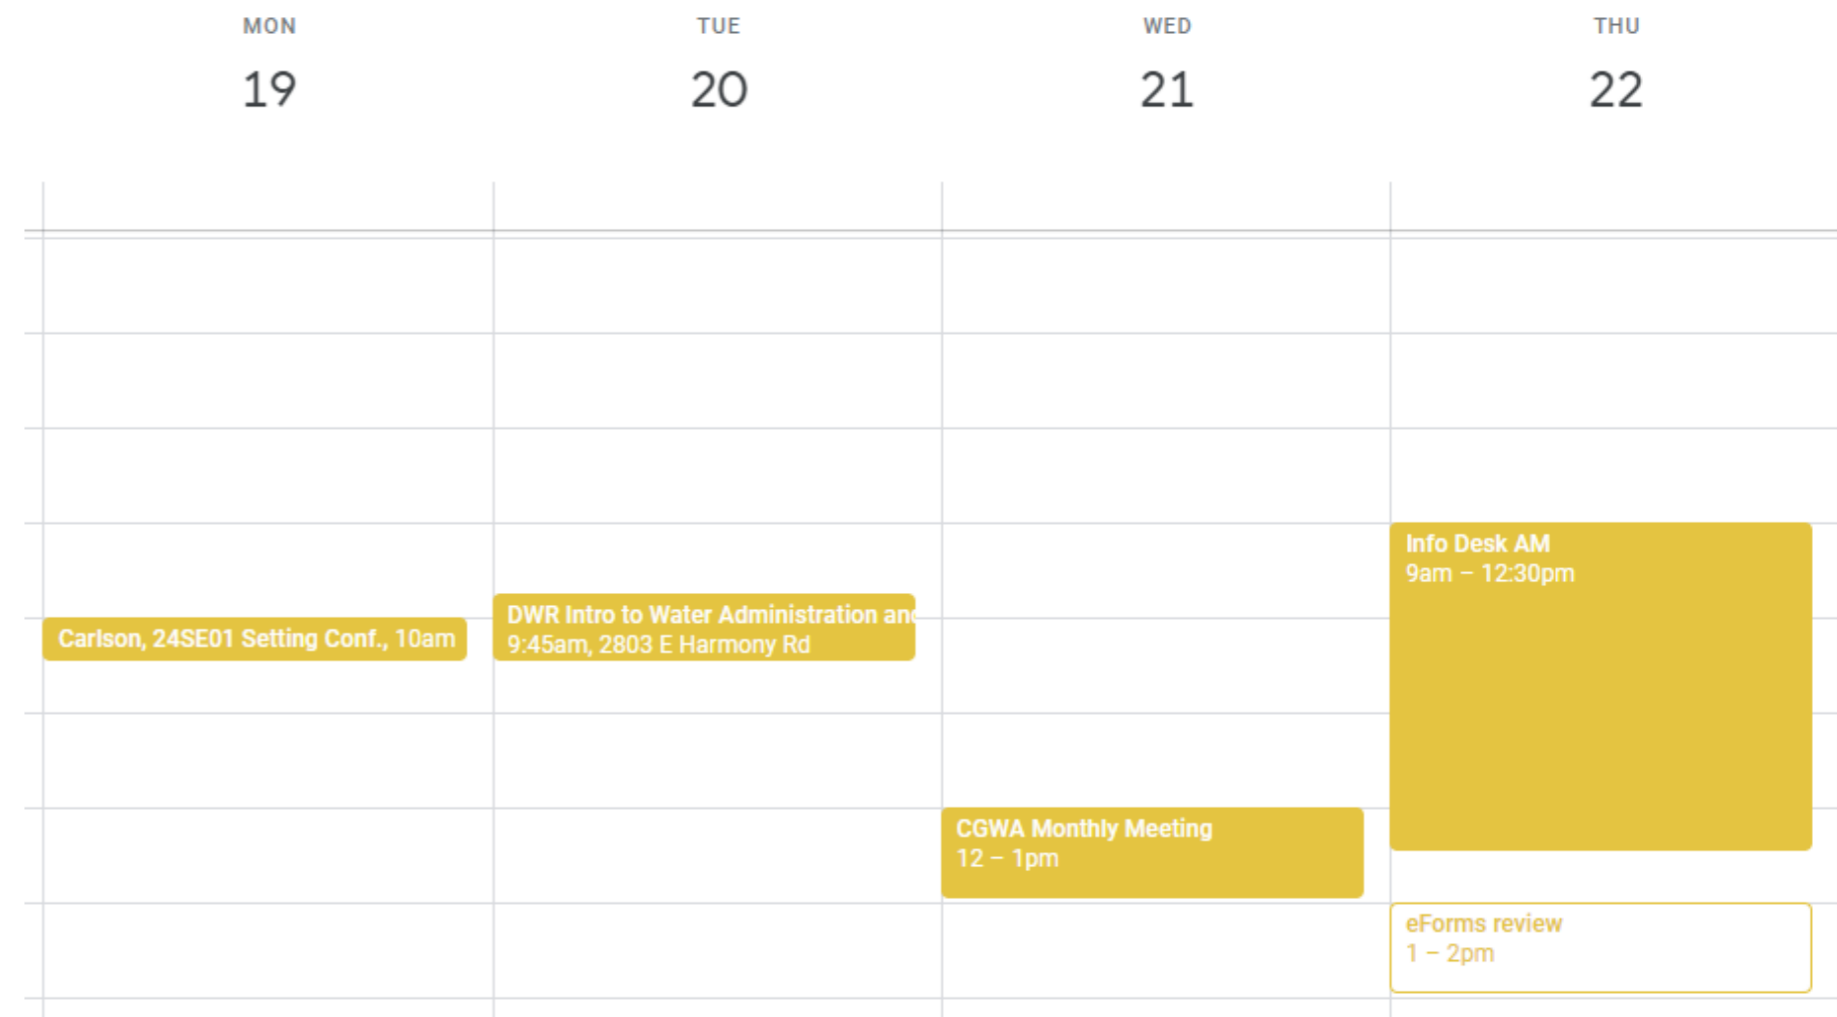 MON
19
TUE
20
WED
21
THU
22
Carlson, 24SE01 Setting Conf., 10am
DWR Intro to Water Administration
9:45am, 2803 E Harmony Rd
CGWA Monthly Meeting
12 – 1pm
Info Desk AM
9am – 12:30pm
eForms review
1 – 2pm